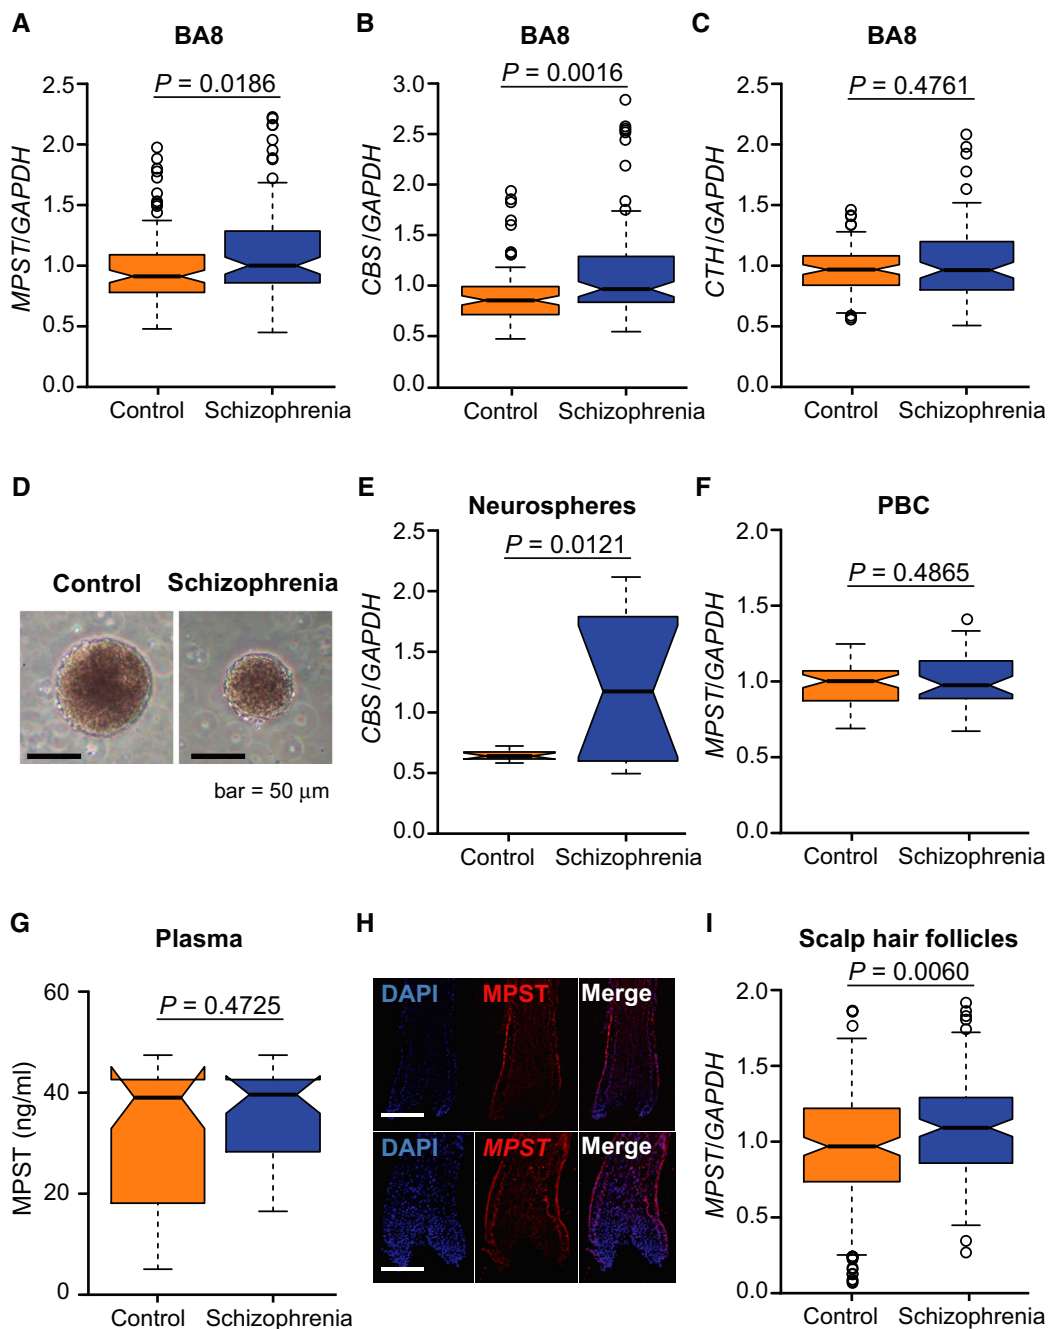 A
BA8
P = 0.0186
MPST/GAPDH
2.5
2.0
1.5
1.0
0.5
0.0
Control
Schizophrenia
B
BA8
P = 0.0016
CBS/GAPDH
3.0
2.5
2.0
1.5
1.0
0.5
0.0
Control
Schizophrenia
C
BA8
P = 0.4761
CTH/GAPDH
2.5
2.0
1.5
1.0
0.5
0.0
Control
Schizophrenia
D
Control
Schizophrenia
bar = 50 μm
E
Neurospheres
P = 0.0121
CBS/GAPDH
2.5
2.0
1.5
1.0
0.5
0.0
Control
Schizophrenia
F
PBC
P = 0.4865
MPST/GAPDH
2.0
1.5
1.0
0.5
0.0
Control
Schizophrenia
G
Plasma
P = 0.4725
MPST (ng/ml)
60
40
20
0
Control
Schizophrenia
H
DAPI
MPST
Merge
DAPI
MPST
Merge
I
Scalp hair follicles
P = 0.0060
MPST/GAPDH
2.0
1.5
1.0
0.5
0.0
Control
Schizophrenia